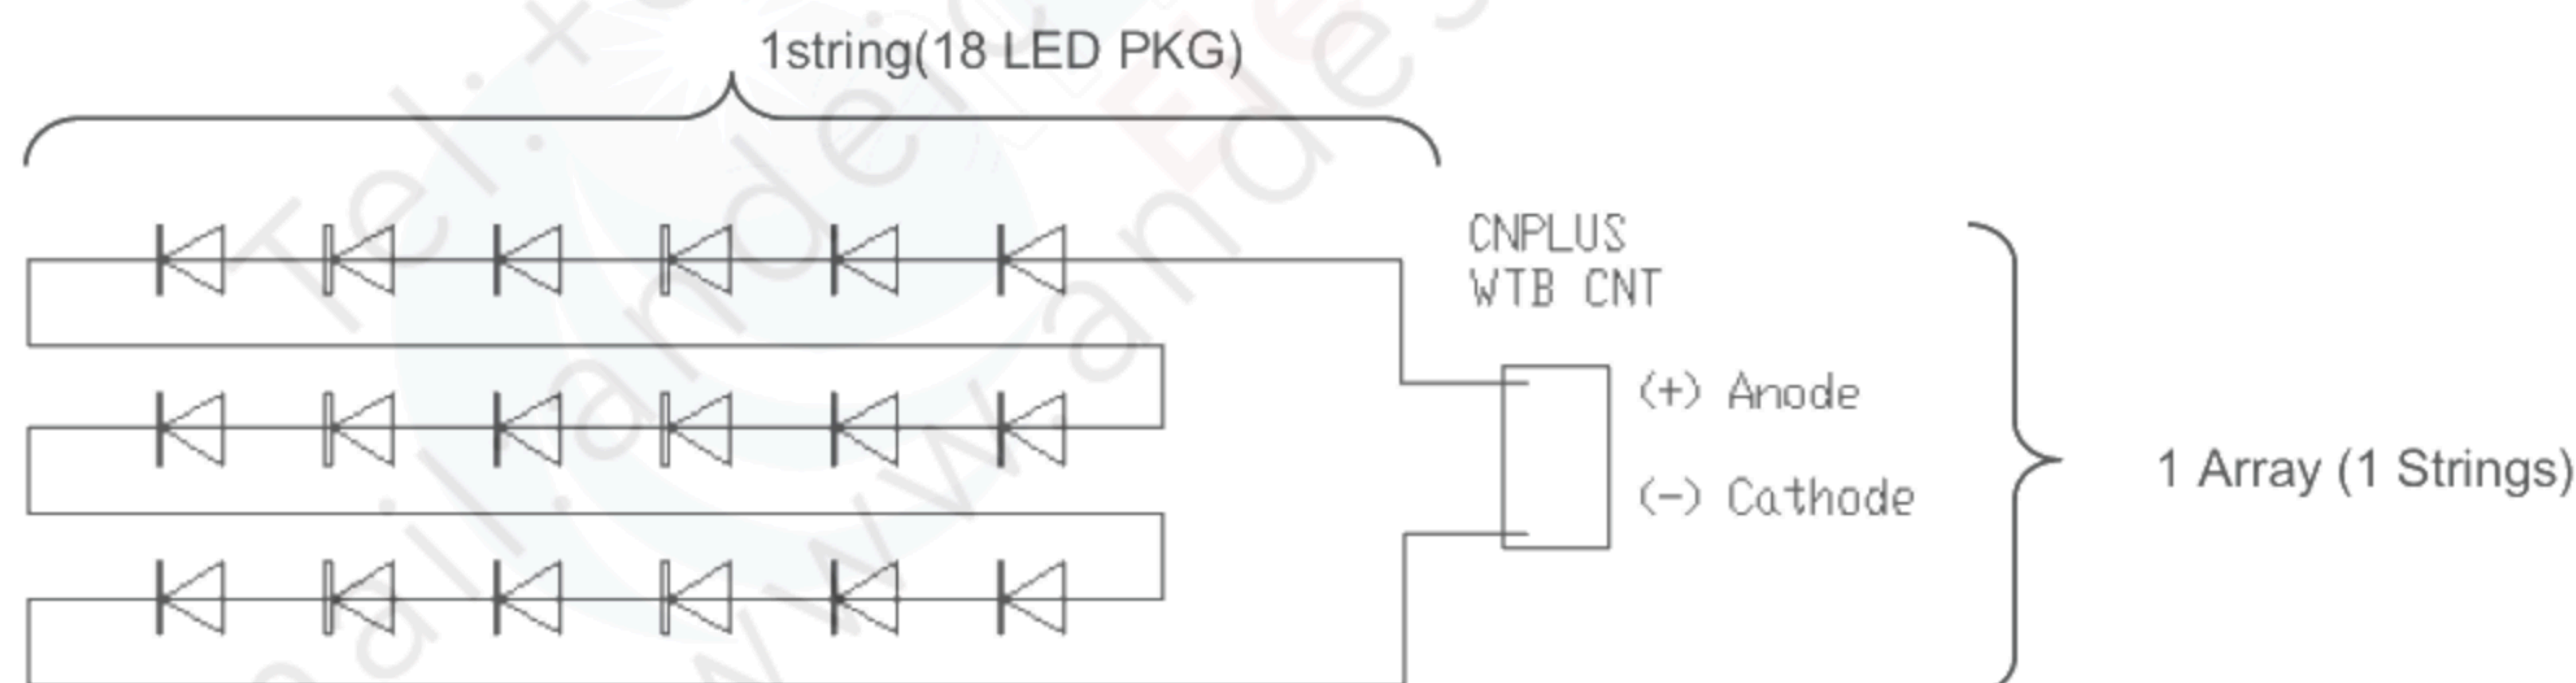 1string(18 LED PKG)
CNPLUS
WTB CNT
(+) Anode
(-) Cathode
1 Array (1 Strings)